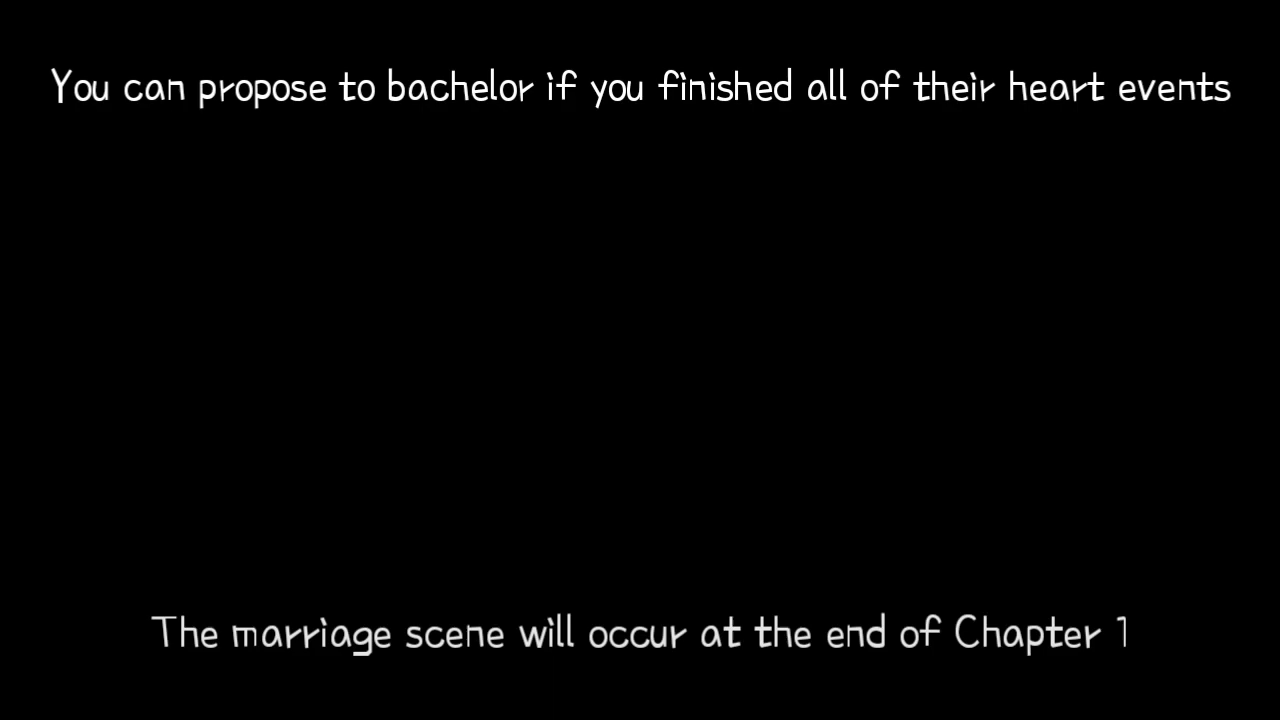 You can propose to bachelor if you finished all of their heart events
The marriage scene will occur at the end of Chapter 1